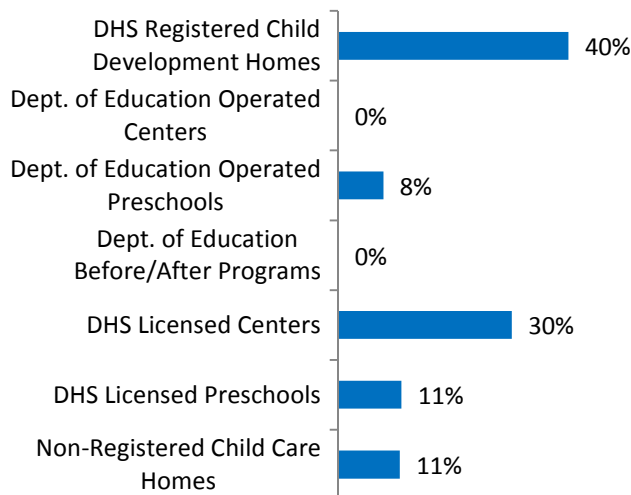 DHS Registered Child
Development Homes
40%
Dept. of Education Operated
Centers
0%
Dept. of Education Operated
Preschools
8%
Dept. of Education
Before/After Programs
0%
DHS Licensed Centers
30%
DHS Licensed Preschools
11%
Non-Registered Child Care
Homes
11%